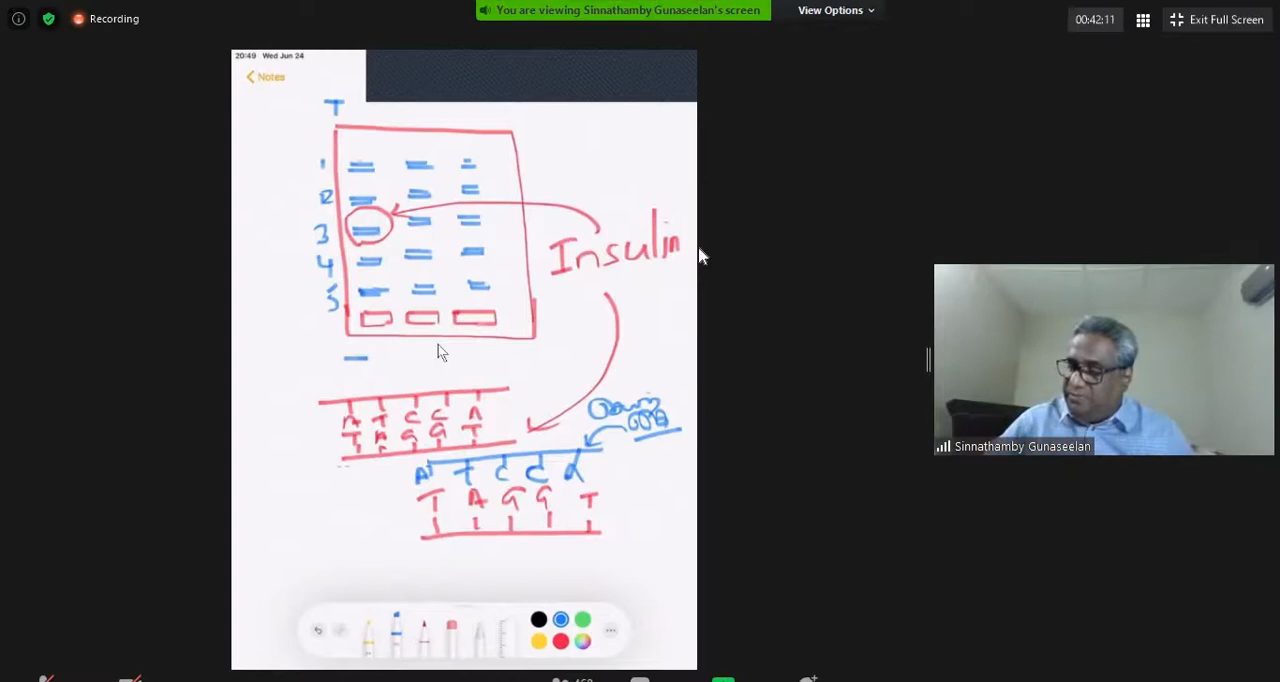 Recording
You are viewing Sinnathamby Gunaseelan's screen
View Options
00:42:11
Exit Full Screen
20:49 Wed Jun 24
Notes
T
1
2
3
4
5
Insulin
A T C C A
T A G G T
A T C C A
T A G G T
Sinnathamby Gunaseelan